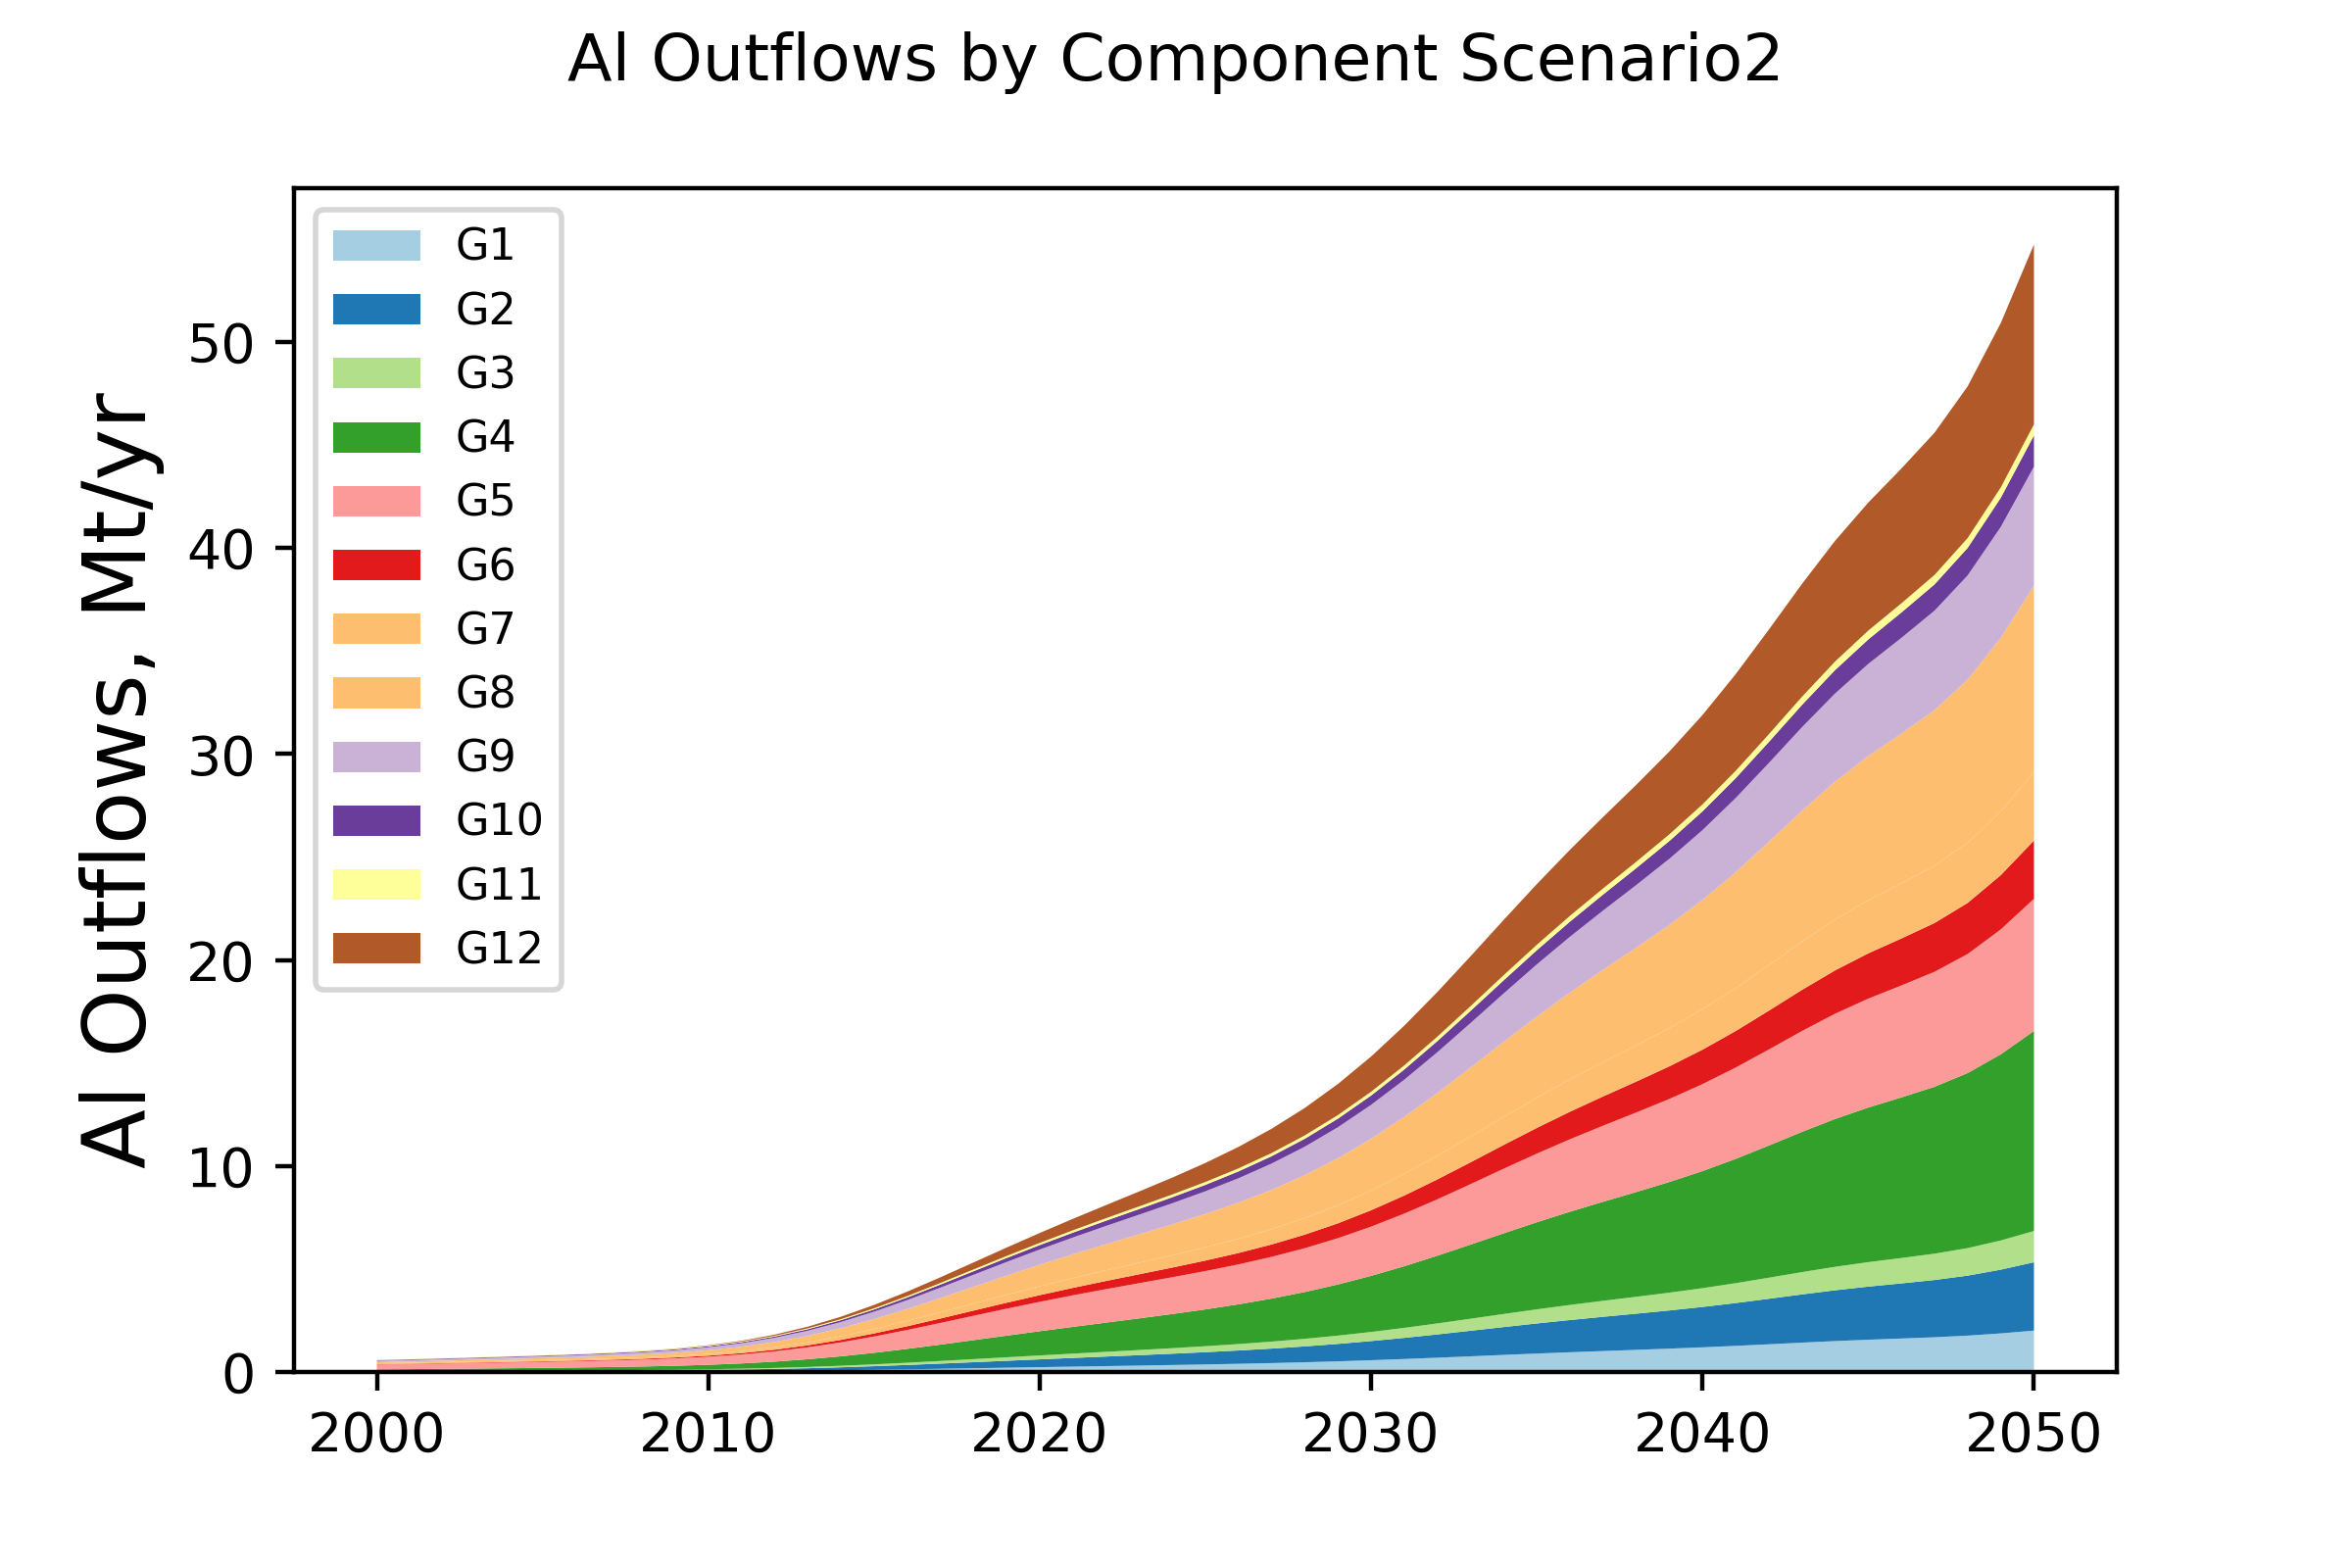 Al Outflows by Component Scenario2
Al Outflows, Mt/yr
50
40
30
20
10
0
G1
G2
G3
G4
G5
G6
G7
G8
G9
G10
G11
G12
2000 2010 2020 2030 2040 2050